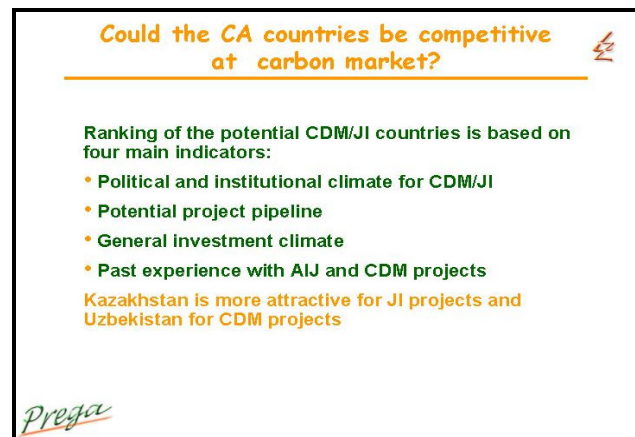 Could the CA countries be competitive
at carbon market?
Ranking of the potential CDM/JI countries is based on
four main indicators:
• Political and institutional climate for CDM/JI
• Potential project pipeline
• General investment climate
• Past experience with AIJ and CDM projects
Kazakhstan is more attractive for JI projects and
Uzbekistan for CDM projects
Prega